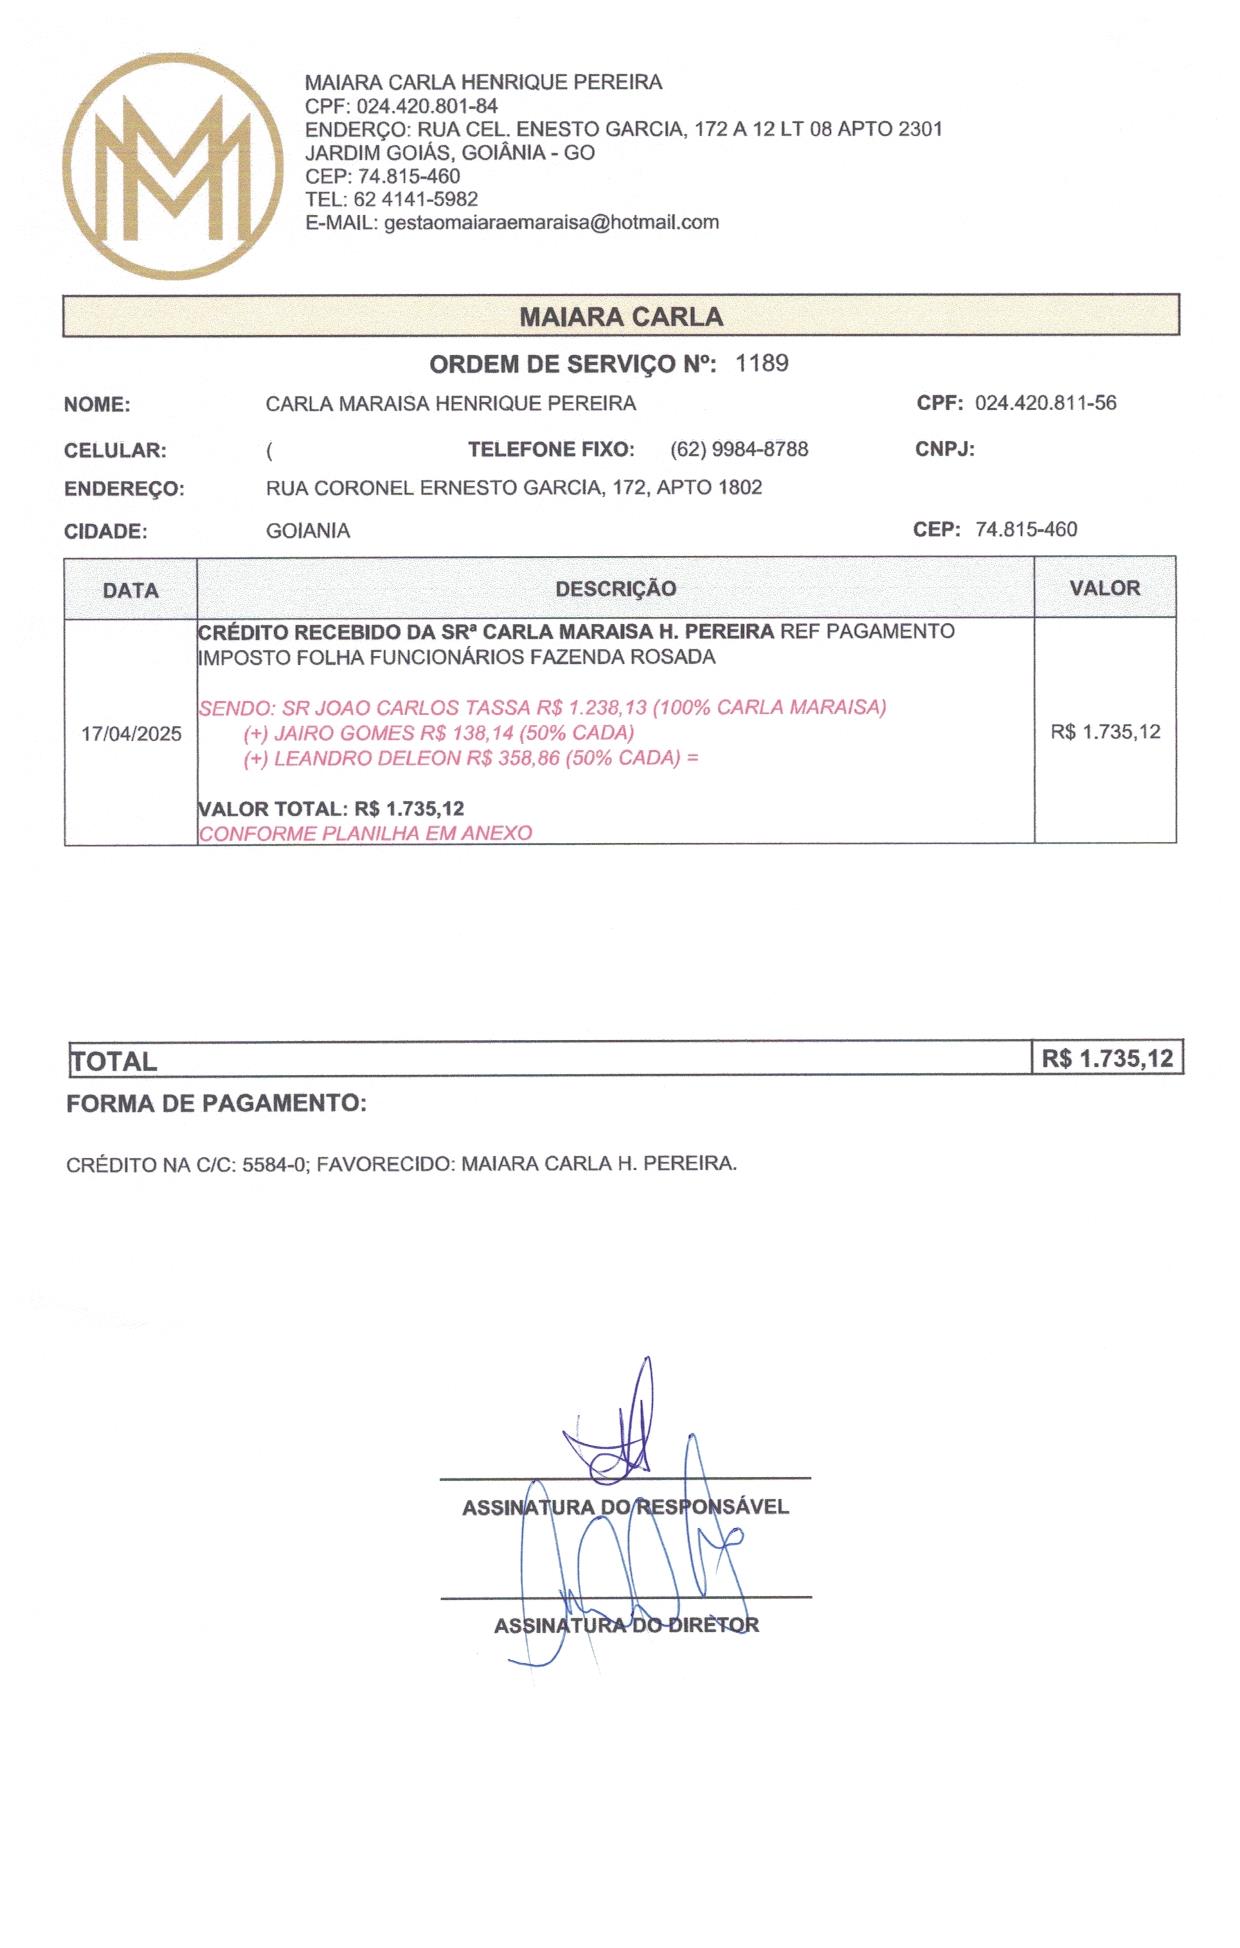 MM
MAIARA CARLA HENRIQUE PEREIRA
CPF: 024.420.801-84
ENDERÇO: RUA CEL. ENESTO GARCIA, 172 A 12 LT 08 APTO 2301
JARDIM GOIÁS, GOIÂNIA - GO
CEP: 74.815-460
TEL: 62 4141-5982
E-MAIL: gestaomaiaraemaraisa@hotmail.com
MAIARA CARLA
ORDEM DE SERVIÇO Nº: 1189
NOME: CARLA MARAISA HENRIQUE PEREIRA CPF: 024.420.811-56
CELULAR: ( TELEFONE FIXO: (62) 9984-8788 CNPJ:
ENDEREÇO: RUA CORONEL ERNESTO GARCIA, 172, APTO 1802
CIDADE: GOIANIA CEP: 74.815-460
DATA DESCRIÇÃO VALOR
CRÉDITO RECEBIDO DA SRª CARLA MARAISA H. PEREIRA REF PAGAMENTO
IMPOSTO FOLHA FUNCIONÁRIOS FAZENDA ROSADA
SENDO: SR JOAO CARLOS TASSA R$ 1.238,13 (100% CARLA MARAISA)
17/04/2025 (+) JAIRO GOMES R$ 138,14 (50% CADA) R$ 1.735,12
(+) LEANDRO DELEON R$ 358,86 (50% CADA) =
VALOR TOTAL: R$ 1.735,12
CONFORME PLANILHA EM ANEXO
TOTAL R$ 1.735,12
FORMA DE PAGAMENTO:
CRÉDITO NA C/C: 5584-0; FAVORECIDO: MAIARA CARLA H. PEREIRA.
ASSINATURA DO RESPONSÁVEL
ASSINATURA DO DIRETOR